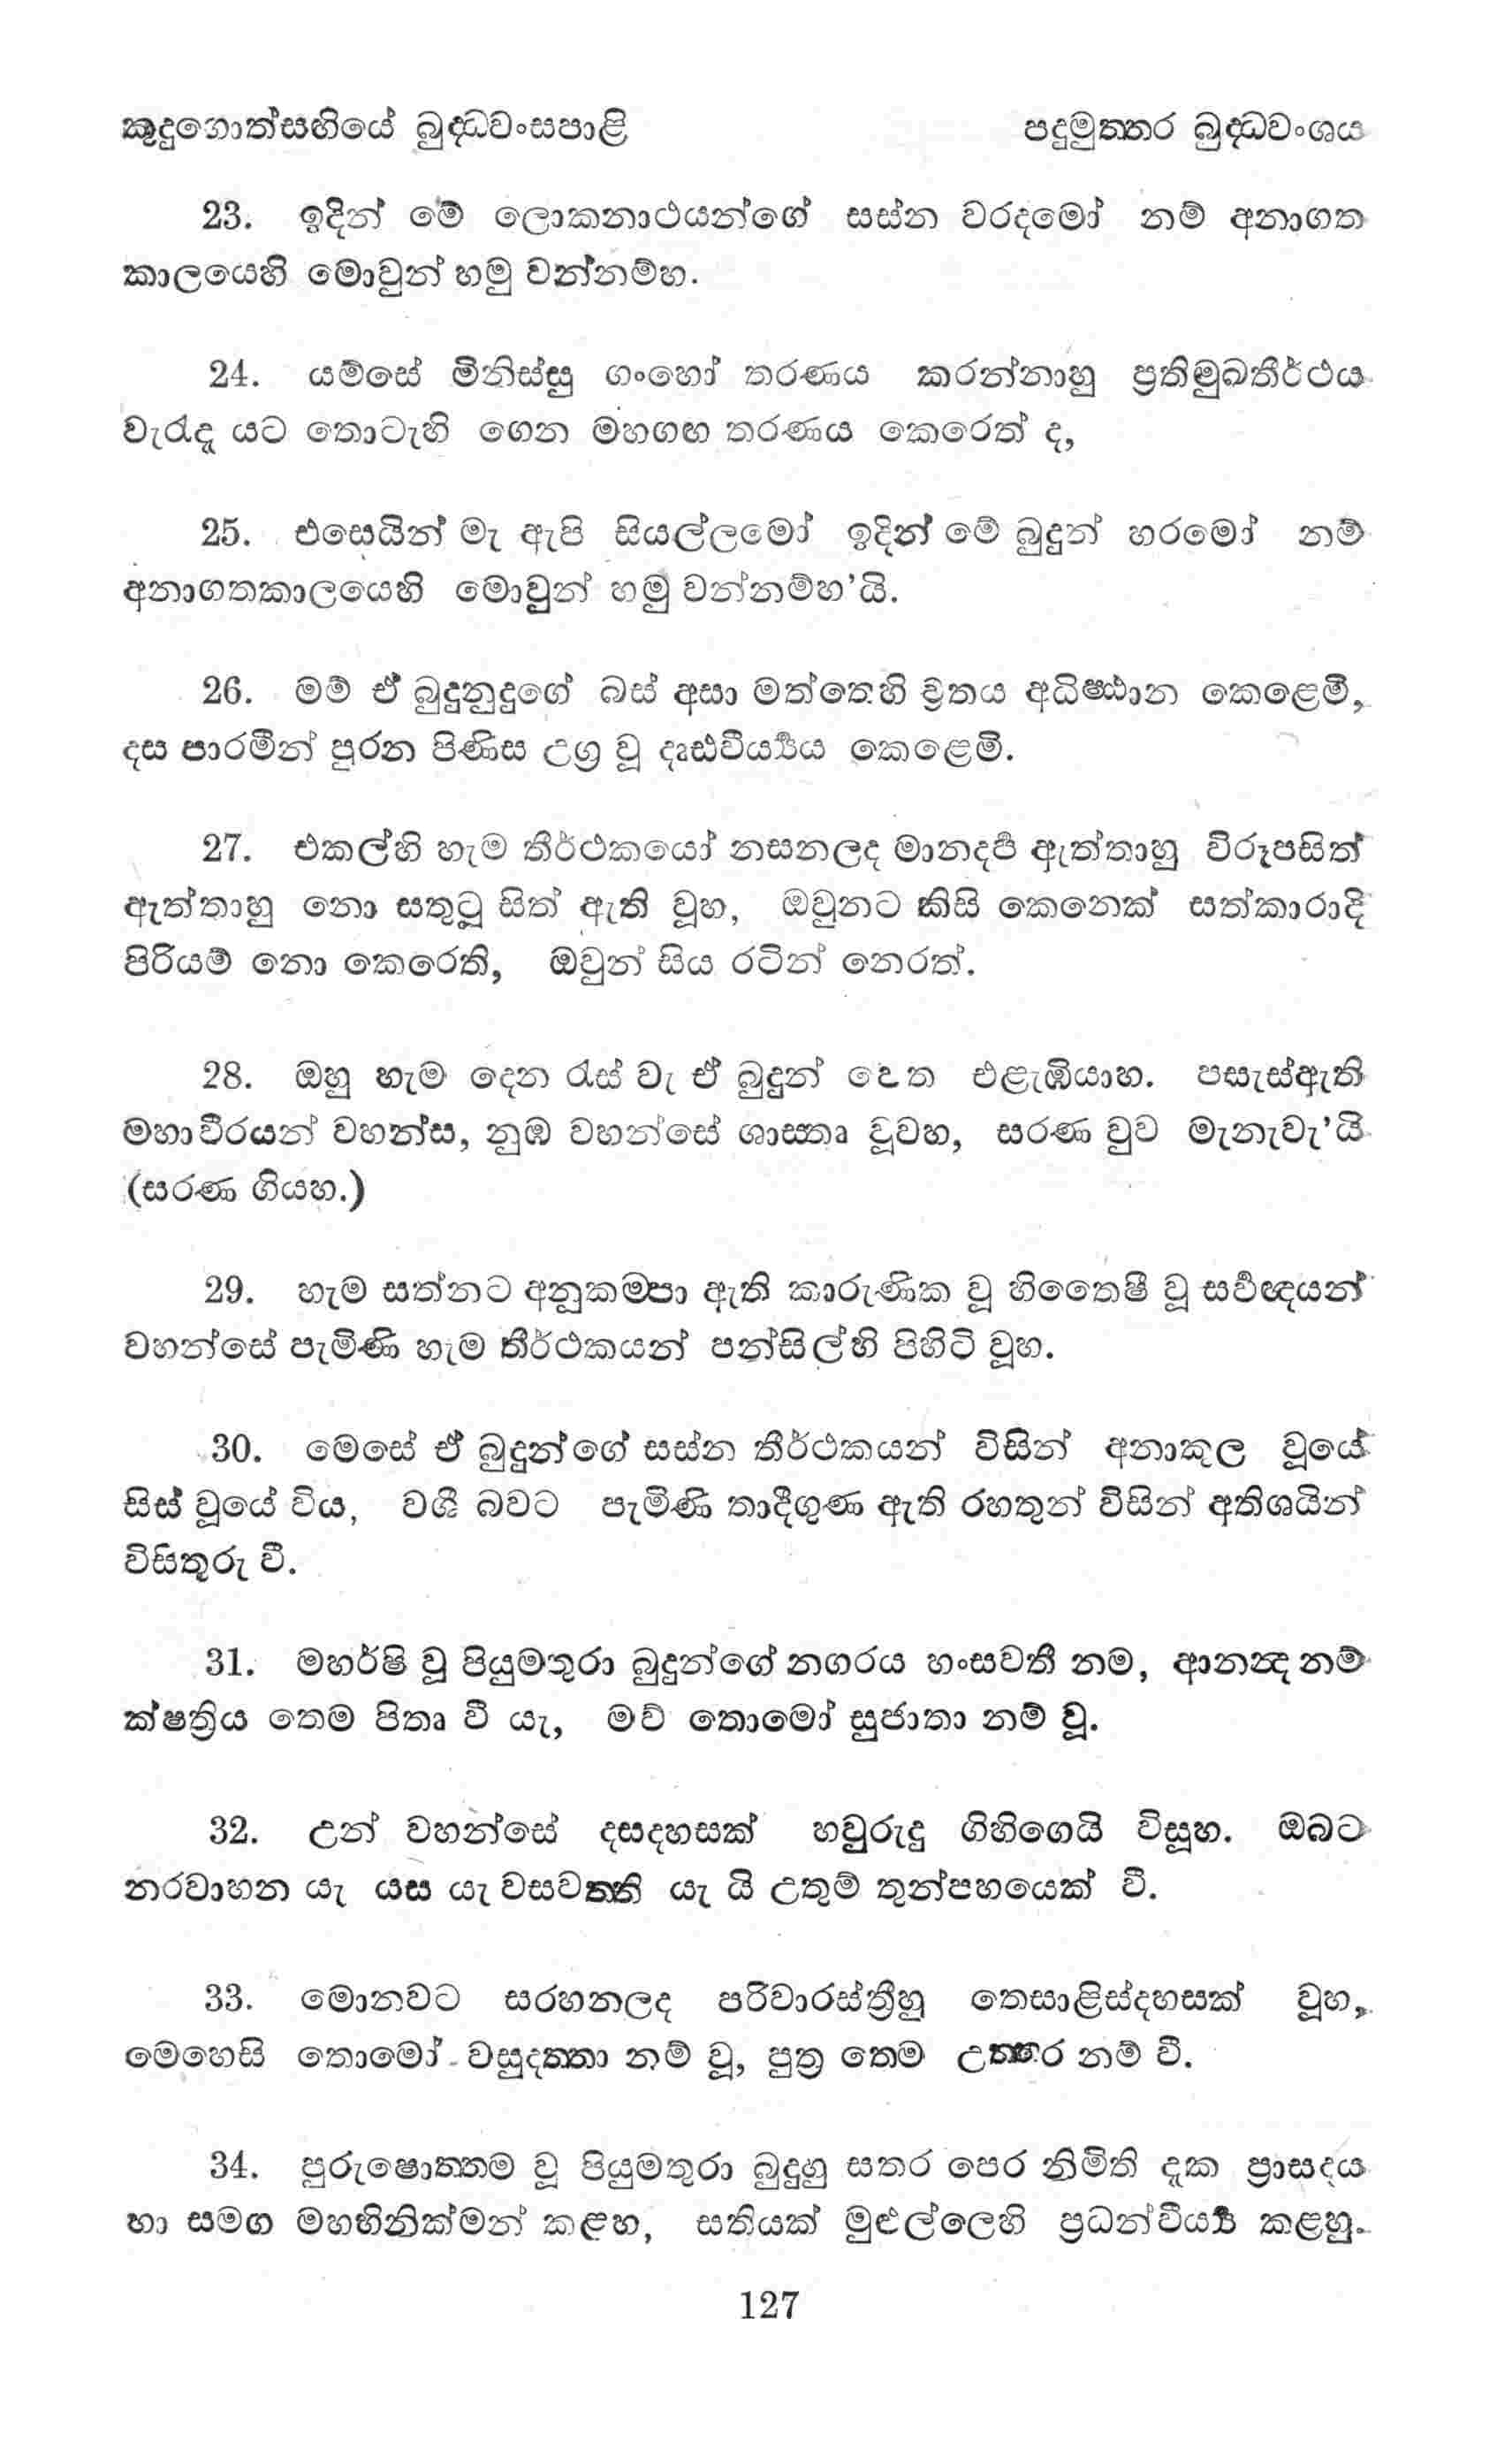 කුදුගොත්සඟියේ බුද්ධවංසපාළි
පදුමුත්තර බුද්ධවංශය
23. ඉදින් මේ ලොකනාථයන්ගේ සස්න වරදමෝ නම් අනාගත
කාලයෙහි මොවුන් හමු වන්නම්හ.
24. යම්සේ මිනිස්සු ගංහෝ තරණය කරන්නාහු ප්‍රතිමුඛතීර්ථය
වැරැදැ යට තොටැහි ගෙන මහගඟ තරණය කෙරෙත් ද,
25. එසෙයින් මැ ඇපි සියල්ලමෝ ඉදින් මේ බුදුන් හරමෝ නම්
අනාගතකාලයෙහි මොවුන් හමු වන්නම්හ’යි.
26. මම් ඒ බුදුනුදුගේ බස් අසා මත්තෙහි ව්‍රතය අධිෂ්ඨාන කෙළෙමි,
දස පාරමීන් පුරන පිණිස උග්‍ර වූ දෘඪවීර්‍ය්‍යය කෙළෙමි.
27. එකල්හි හැම තීර්ථකයෝ නසනලද මානදර්‍ප ඇත්තාහු විරූපසිත්
ඇත්තාහු නො සතුටු සිත් ඇති වූහ, ඔවුනට කිසි කෙනෙක් සත්කාරාදි
පිරියම් නො කෙරෙති, ඔවුන් සිය රටින් නෙරත්.
28. ඔහු හැම දෙන රැස් වැ ඒ බුදුන් වෙත එළැඹියාහ. පසැස්ඇති
මහාවීරයන් වහන්ස, නුඹ වහන්සේ ශාස්තෘ වූවහ, සරණ වුව මැනැවැ’යි
(සරණ ගියහ.)
29. හැම සත්නට අනුකම්පා ඇති කාරුණික වූ හිතෛෂී වූ සර්‍වඥයන්
වහන්සේ පැමිණි හැම තීර්ථකයන් පන්සිල්හි පිහිටි වූහ.
30. මෙසේ ඒ බුදුන්ගේ සස්න තීර්ථකයන් විසින් අනාකුල වූයේ
සිස් වූයේ විය, වශී බවට පැමිණි තාදීගුණ ඇති රහතුන් විසින් අතිශයින්
විසිතුරු වී.
31. මහර්ෂි වූ පියුමතුරා බුදුන්ගේ නගරය හංසවතී නම, ආනන්ද නම්
ක්ෂත්‍රිය තෙම පිතෘ වී යැ, මව් තොමෝ සුජාතා නම් වූ.
32. උන් වහන්සේ දසදහසක් හවුරුදු ගිහිගෙයි විසූහ. ඔබට
නරවාහන යැ යස යැ වසවත්ති යැ යි උතුම් තුන්පහයෙක් වී.
33. මොනවට සරහනලද පරිවාරස්ත්‍රීහු තෙසාළිස්දහසක් වූහ,
මෙහෙසි තොමෝ වසුදත්තා නම් වූ, පුත්‍ර තෙම උත්තර නම් වී.
34. පුරුෂොත්තම වූ පියුමතුරා බුදුහු සතර පෙර නිමිති දැක ප්‍රාසදය
හා සමග මහභිනික්මන් කළහ, සතියක් මුළුල්ලෙහි ප්‍රධන්වීර්‍ය්‍ය කළහු.
127